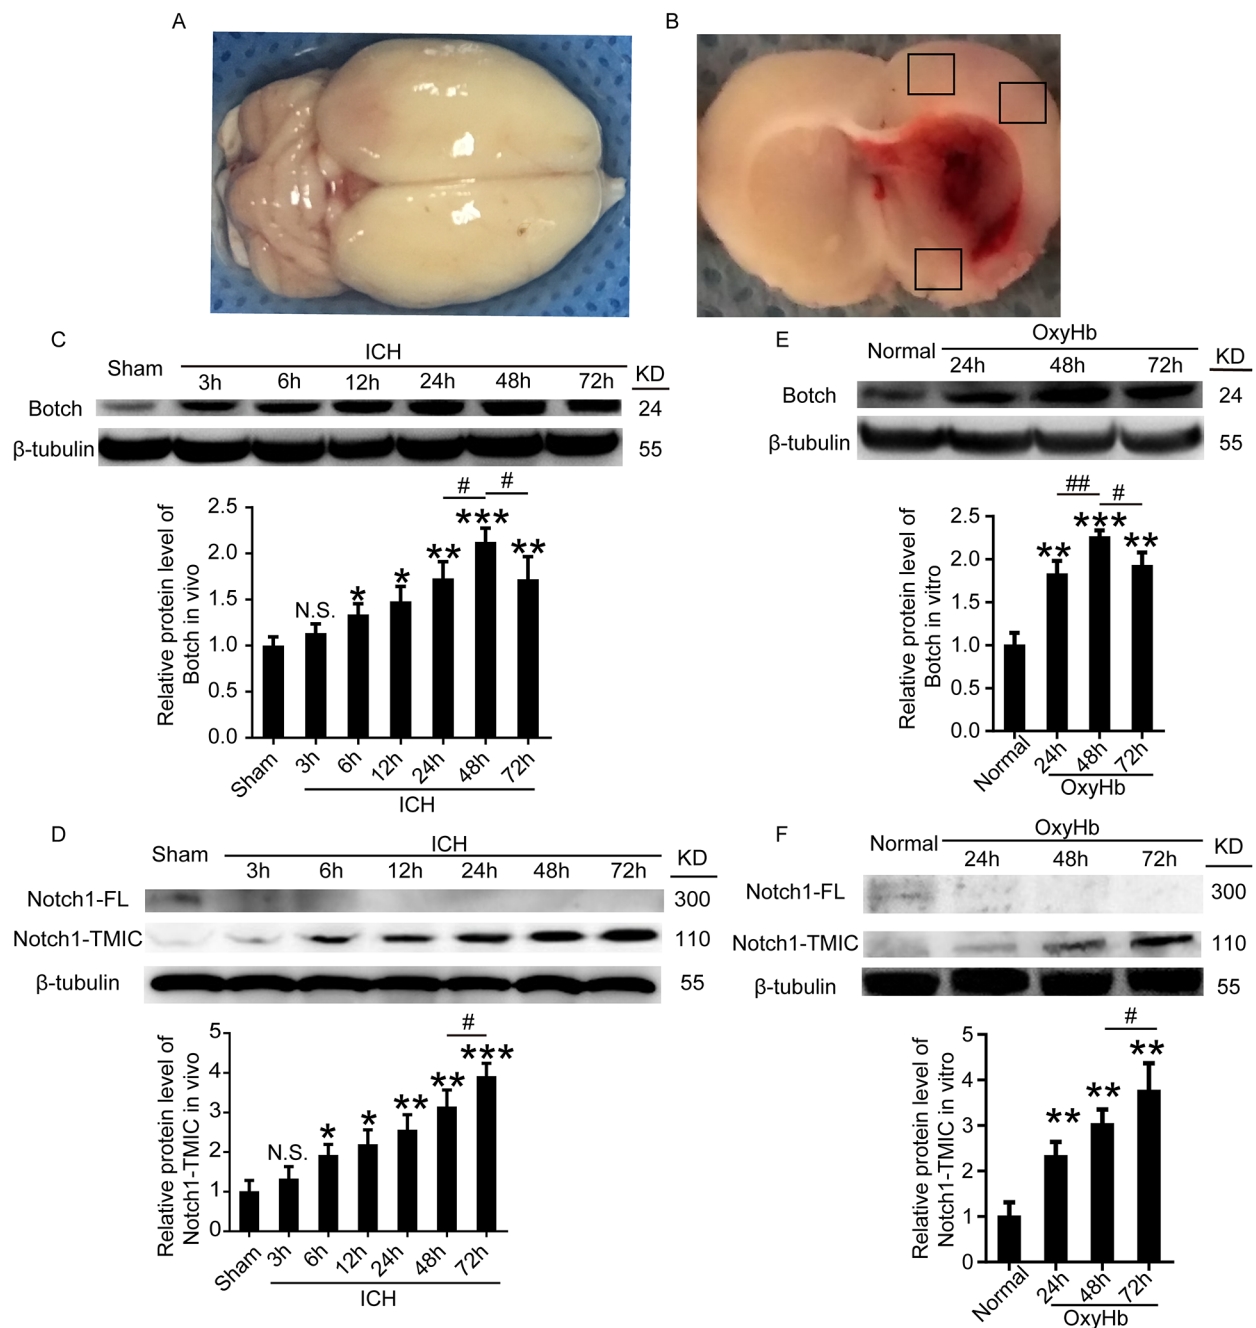 A
B
C
Sham
ICH
3h 6h 12h 24h 48h 72h
KD
Botch
24
β-tubulin
55
# #
Relative protein level of
Botch in vivo
2.5
2.0
1.5
1.0
0.5
0.0
N.S. * * ** *** **
Sham 3h 6h 12h 24h 48h 72h
ICH
E
OxyHb
Normal 24h 48h 72h
KD
Botch
24
β-tubulin
55
## #
Relative protein level of
Botch in vitro
2.5
2.0
1.5
1.0
0.5
0.0
** *** **
Normal 24h 48h 72h
OxyHb
D
ICH
Sham 3h 6h 12h 24h 48h 72h
KD
Notch1-FL
300
Notch1-TMIC
110
β-tubulin
55
#
Relative protein level of
Notch1-TMIC in vivo
5
4
3
2
1
0
N.S. * * ** ** ***
Sham 3h 6h 12h 24h 48h 72h
ICH
F
OxyHb
Normal 24h 48h 72h
KD
Notch1-FL
300
Notch1-TMIC
110
β-tubulin
55
#
Relative protein level of
Notch1-TMIC in vitro
5
4
3
2
1
0
** ** **
Normal 24h 48h 72h
OxyHb